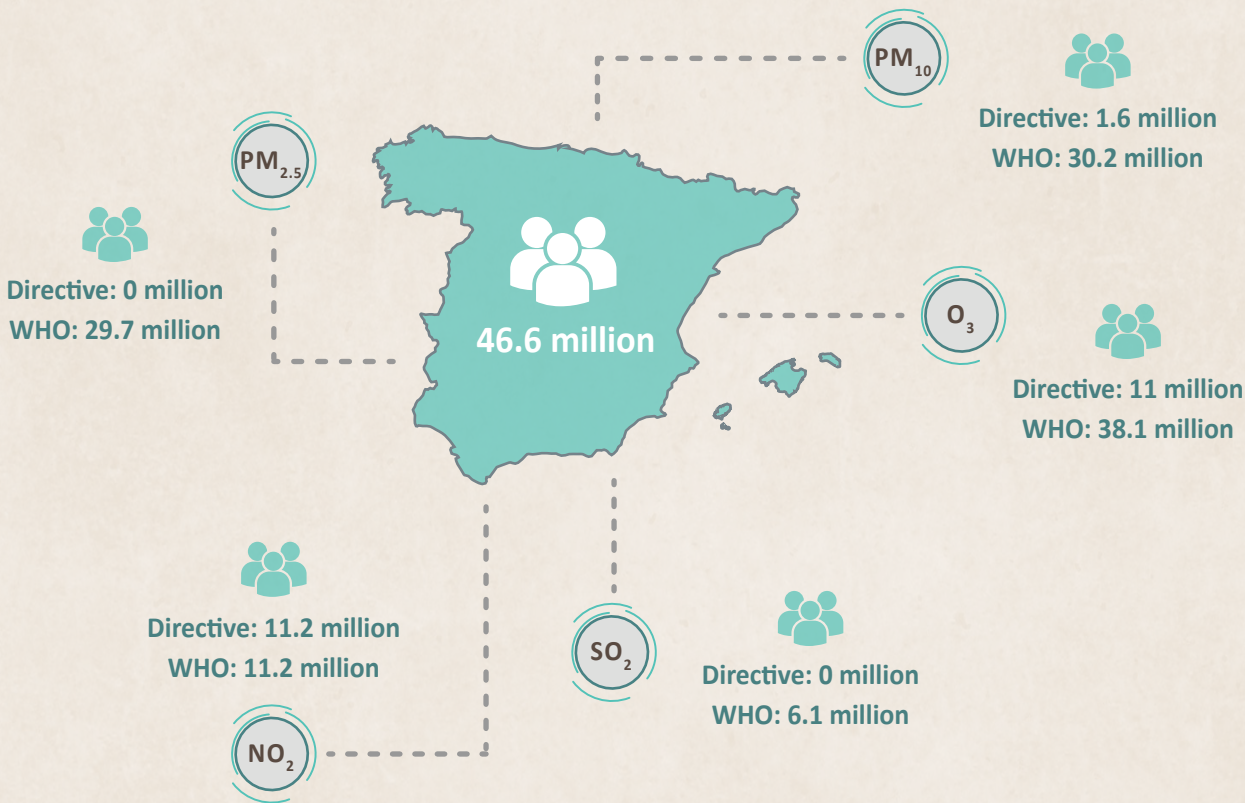 PM10
Directive: 1.6 million
WHO: 30.2 million
PM2.5
Directive: 0 million
WHO: 29.7 million
46.6 million
O3
Directive: 11 million
WHO: 38.1 million
Directive: 11.2 million
WHO: 11.2 million
NO2
SO2
Directive: 0 million
WHO: 6.1 million